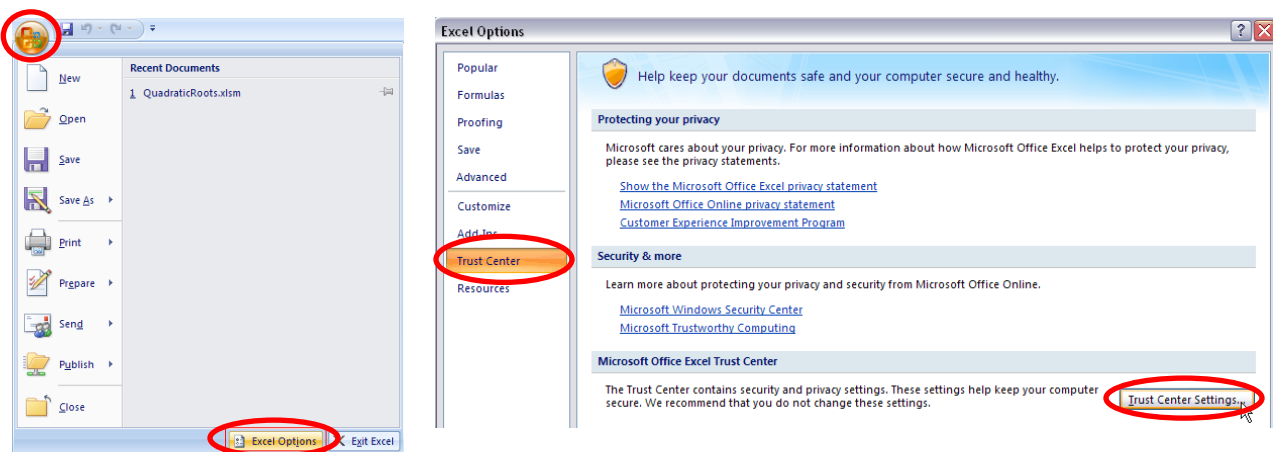 Recent Documents
New
1 QuadraticRoots.xlsm
Open
Save
Save As
Print
Prepare
Send
Publish
Close
Excel Options
Exit Excel
Excel Options
Popular
Formulas
Proofing
Save
Advanced
Customize
Add-Ins
Trust Center
Resources
Help keep your documents safe and your computer secure and healthy.
Protecting your privacy
Microsoft cares about your privacy. For more information about how Microsoft Office Excel helps to protect your privacy,
please see the privacy statements.
Show the Microsoft Office Excel privacy statement
Microsoft Office Online privacy statement
Customer Experience Improvement Program
Security & more
Learn more about protecting your privacy and security from Microsoft Office Online.
Microsoft Windows Security Center
Microsoft Trustworthy Computing
Microsoft Office Excel Trust Center
The Trust Center contains security and privacy settings. These settings help keep your computer
secure. We recommend that you do not change these settings.
Trust Center Settings...